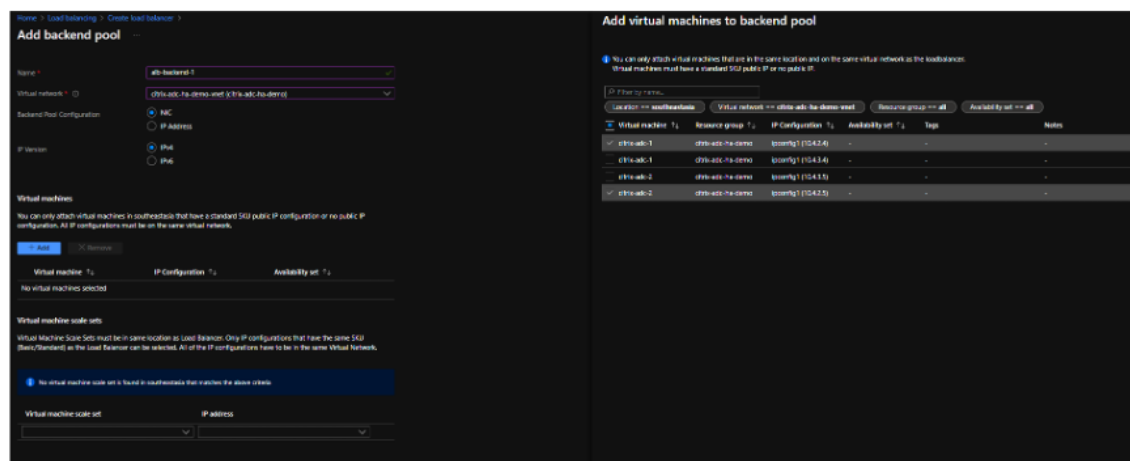 Home > Load balancing > Create load balancer >
Add backend pool ...
Name *
alb-backend-1
Virtual network *
citrix-adc-ha-demo-vnet (citrix-adc-ha-demo)
Backend Pool Configuration
NIC
IP Address
IP Version
IPv4
IPv6
Virtual machines
You can only attach virtual machines in southeastasia that have a standard SKU public IP configuration or no public IP
configuration. All IP configurations must be on the same virtual network.
+ Add
Remove
Virtual machine
IP Configuration
Availability set
No virtual machines selected
Virtual machine scale sets
Virtual Machine Scale Sets must be in same location as Load Balancer. Only IP configurations that have the same SKU
(Basic/Standard) as the Load Balancer can be selected. All of the IP configurations have to be in the same Virtual Network.
No virtual machine scale set is found in southeastasia that matches the above criteria
Virtual machine scale set
IP address
Add virtual machines to backend pool
You can only attach virtual machines that are in the same location and on the same virtual network as the loadbalancer.
Virtual machines must have a standard SKU public IP or no public IP.
Filter by name...
Location == southeastasia
Virtual network == citrix-adc-ha-demo-vnet
Resource group == all
Availability set == all
Virtual machine Resource group IP Configuration Availability set Tags Notes
citrix-adc-1 citrix-adc-ha-demo ipconfig1 (10.4.2.4) - - -
citrix-adc-1 citrix-adc-ha-demo ipconfig1 (10.4.3.4) - - -
citrix-adc-2 citrix-adc-ha-demo ipconfig1 (10.4.3.5) - - -
citrix-adc-2 citrix-adc-ha-demo ipconfig1 (10.4.2.5) - - -